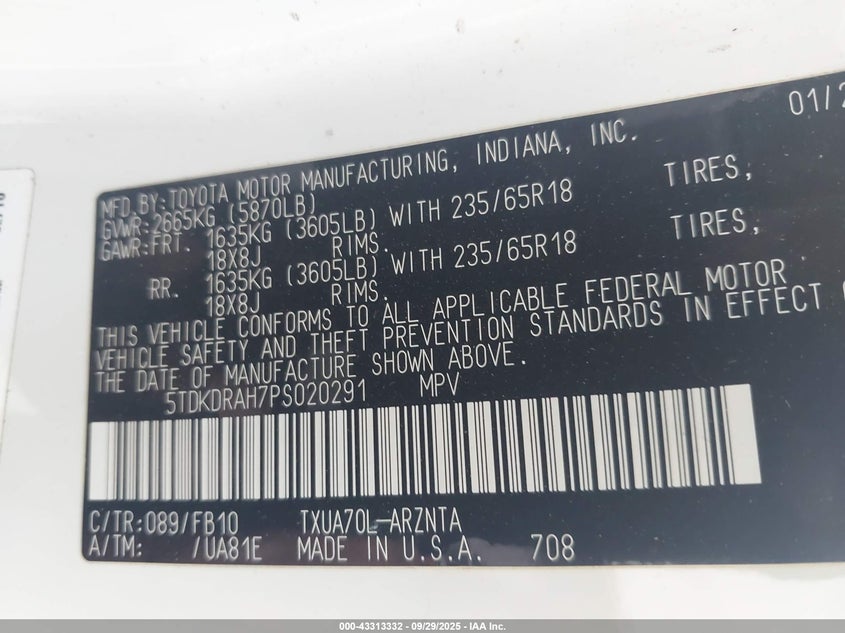 01/2
MFD.BY:TOYOTA MOTOR MANUFACTURING, INDIANA, INC.
GVWR:2665KG (5870LB)
GAWR:FRT. 1635KG (3605LB) WITH 235/65R18 TIRES,
18X8J RIMS.
RR. 1635KG (3605LB) WITH 235/65R18 TIRES,
18X8J RIMS.
THIS VEHICLE CONFORMS TO ALL APPLICABLE FEDERAL MOTOR
VEHICLE SAFETY AND THEFT PREVENTION STANDARDS IN EFFECT
THE DATE OF MANUFACTURE SHOWN ABOVE.
5TDKDRAH7PS020291 MPV
C/TR:089/FB10 TXUA70L-ARZNTA
A/TM: /UA81E MADE IN U.S.A. 708
000-43313332 - 09/29/2025 - IAA Inc.